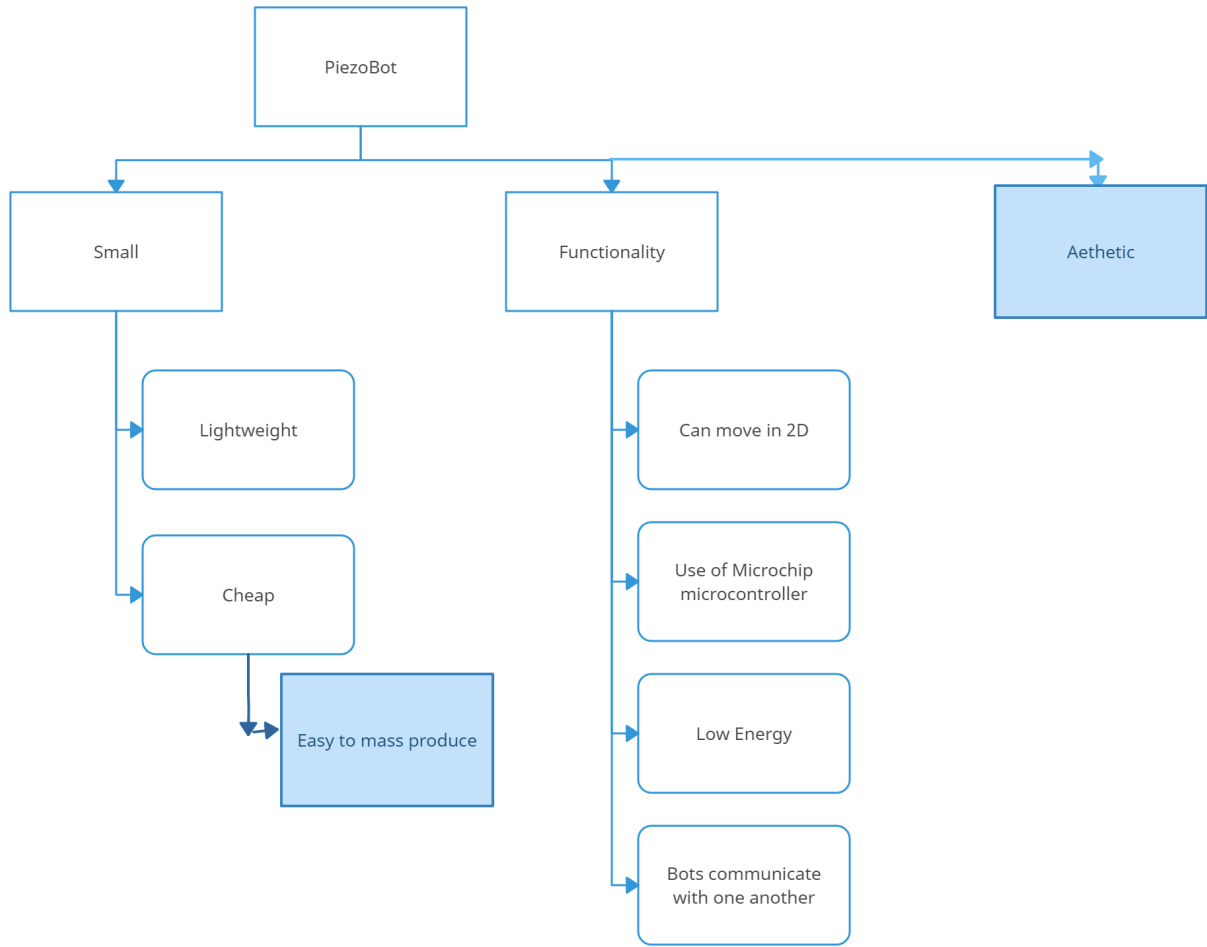 PiezoBot
Small
Functionality
Aethetic
Lightweight
Can move in 2D
Cheap
Use of Microchip
microcontroller
Easy to mass produce
Low Energy
Bots communicate
with one another